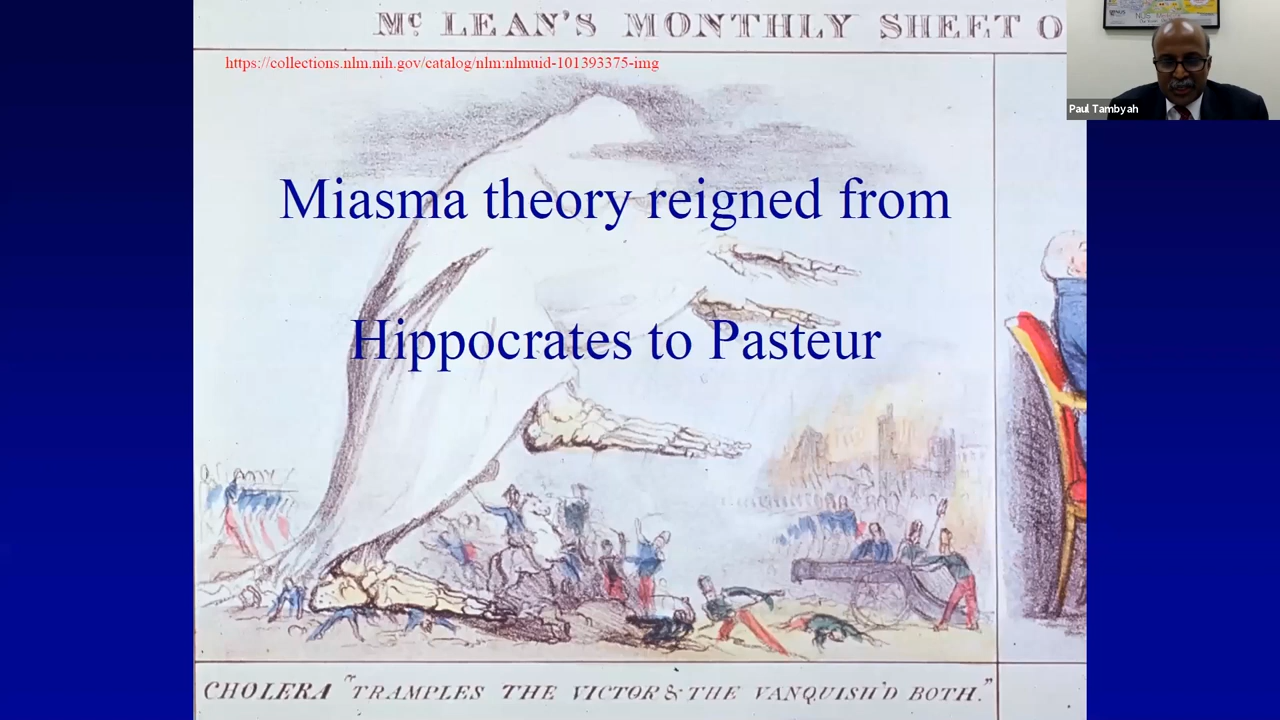 Mc LEAN'S MONTHLY SHEET O
https://collections.nlm.nih.gov/catalog/nlm:nlmuid-101393375-img
Paul Tambyah
Miasma theory reigned from
Hippocrates to Pasteur
CHOLERA "TRAMPLES THE VICTOR & THE VANQUISH'D BOTH."